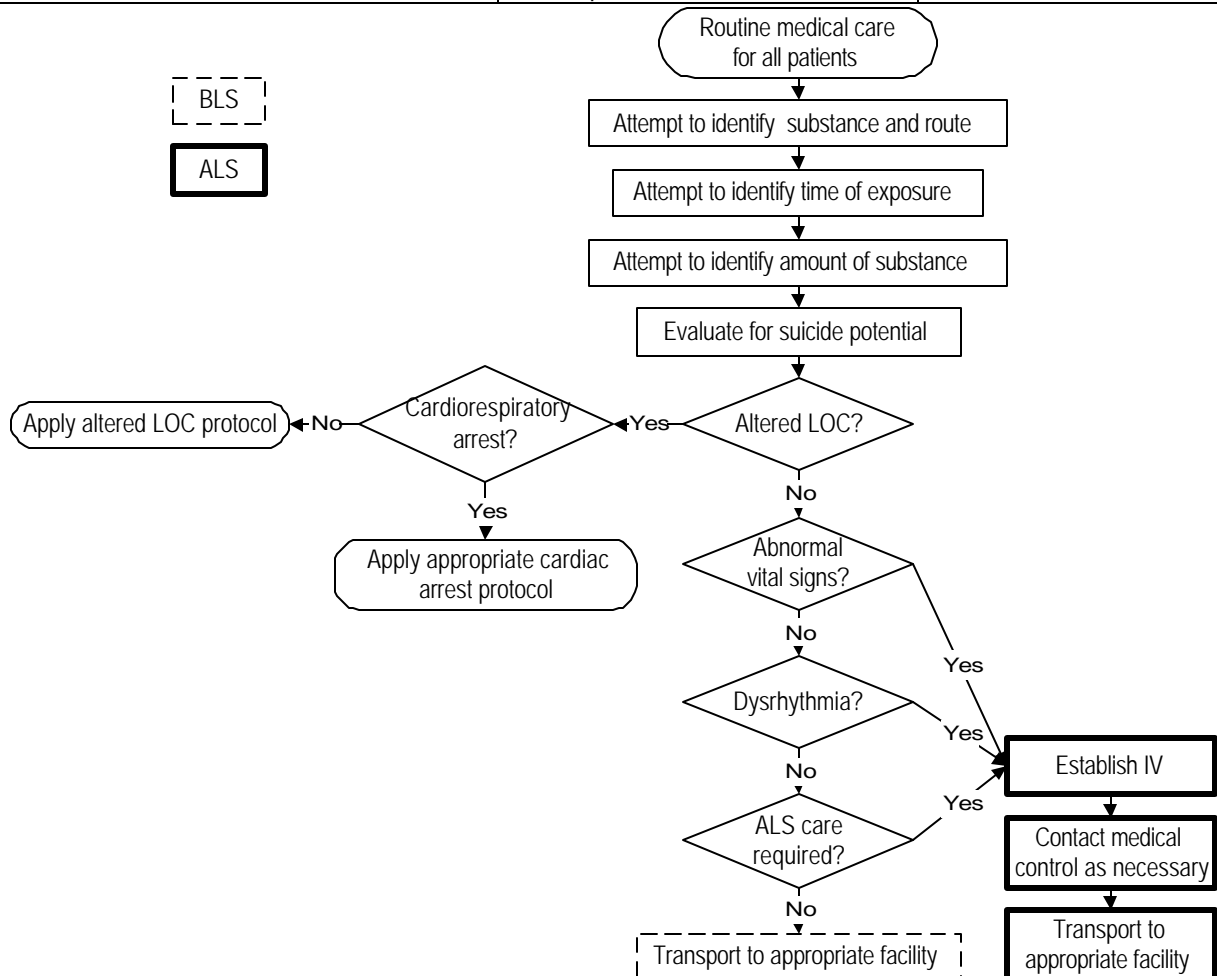 Routine medical care
for all patients
BLS
ALS
Attempt to identify substance and route
Attempt to identify time of exposure
Attempt to identify amount of substance
Evaluate for suicide potential
Apply altered LOC protocol
No
Cardiorespiratory
arrest?
Yes
Altered LOC?
No
Yes
Apply appropriate cardiac
arrest protocol
Abnormal
vital signs?
No
Yes
Dysrhythmia?
Yes
Establish IV
No
Yes
ALS care
required?
Contact medical
control as necessary
No
Transport to appropriate facility
Transport to
appropriate facility